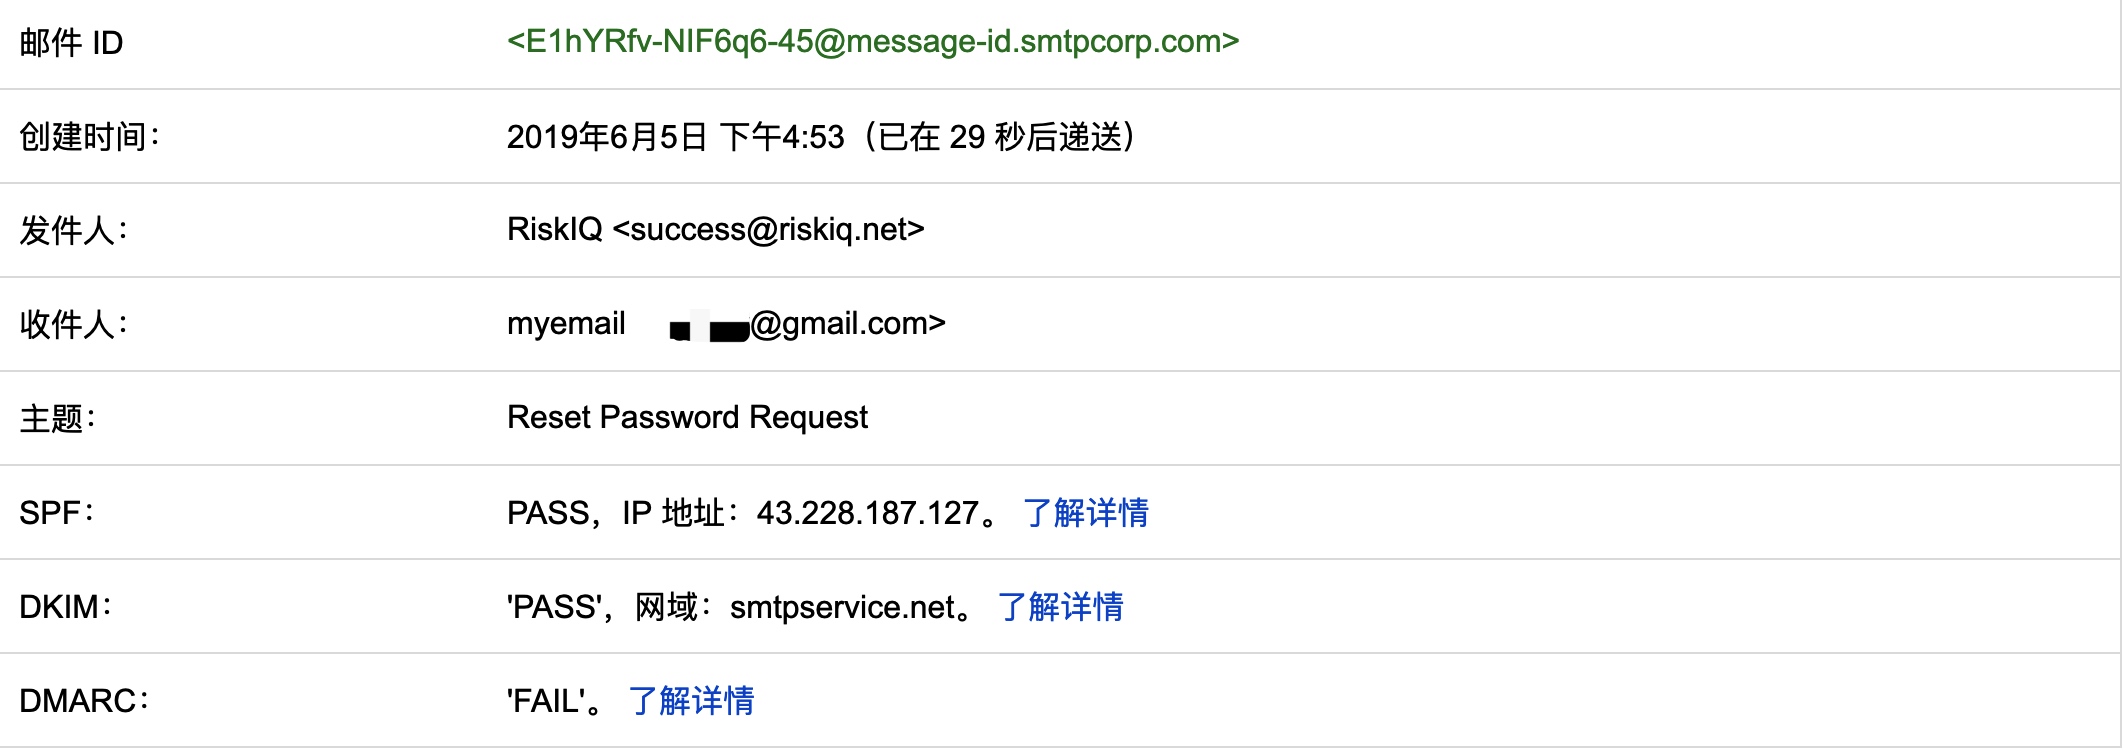 邮件 ID <E1hYRfv-NIF6q6-45@message-id.smtpcorp.com>
创建时间： 2019年6月5日 下午4:53（已在 29 秒后递送）
发件人： RiskIQ <success@riskiq.net>
收件人： myemail @gmail.com>
主题： Reset Password Request
SPF： PASS，IP 地址：43.228.187.127。 了解详情
DKIM： 'PASS'，网域：smtpservice.net。 了解详情
DMARC： 'FAIL'。 了解详情